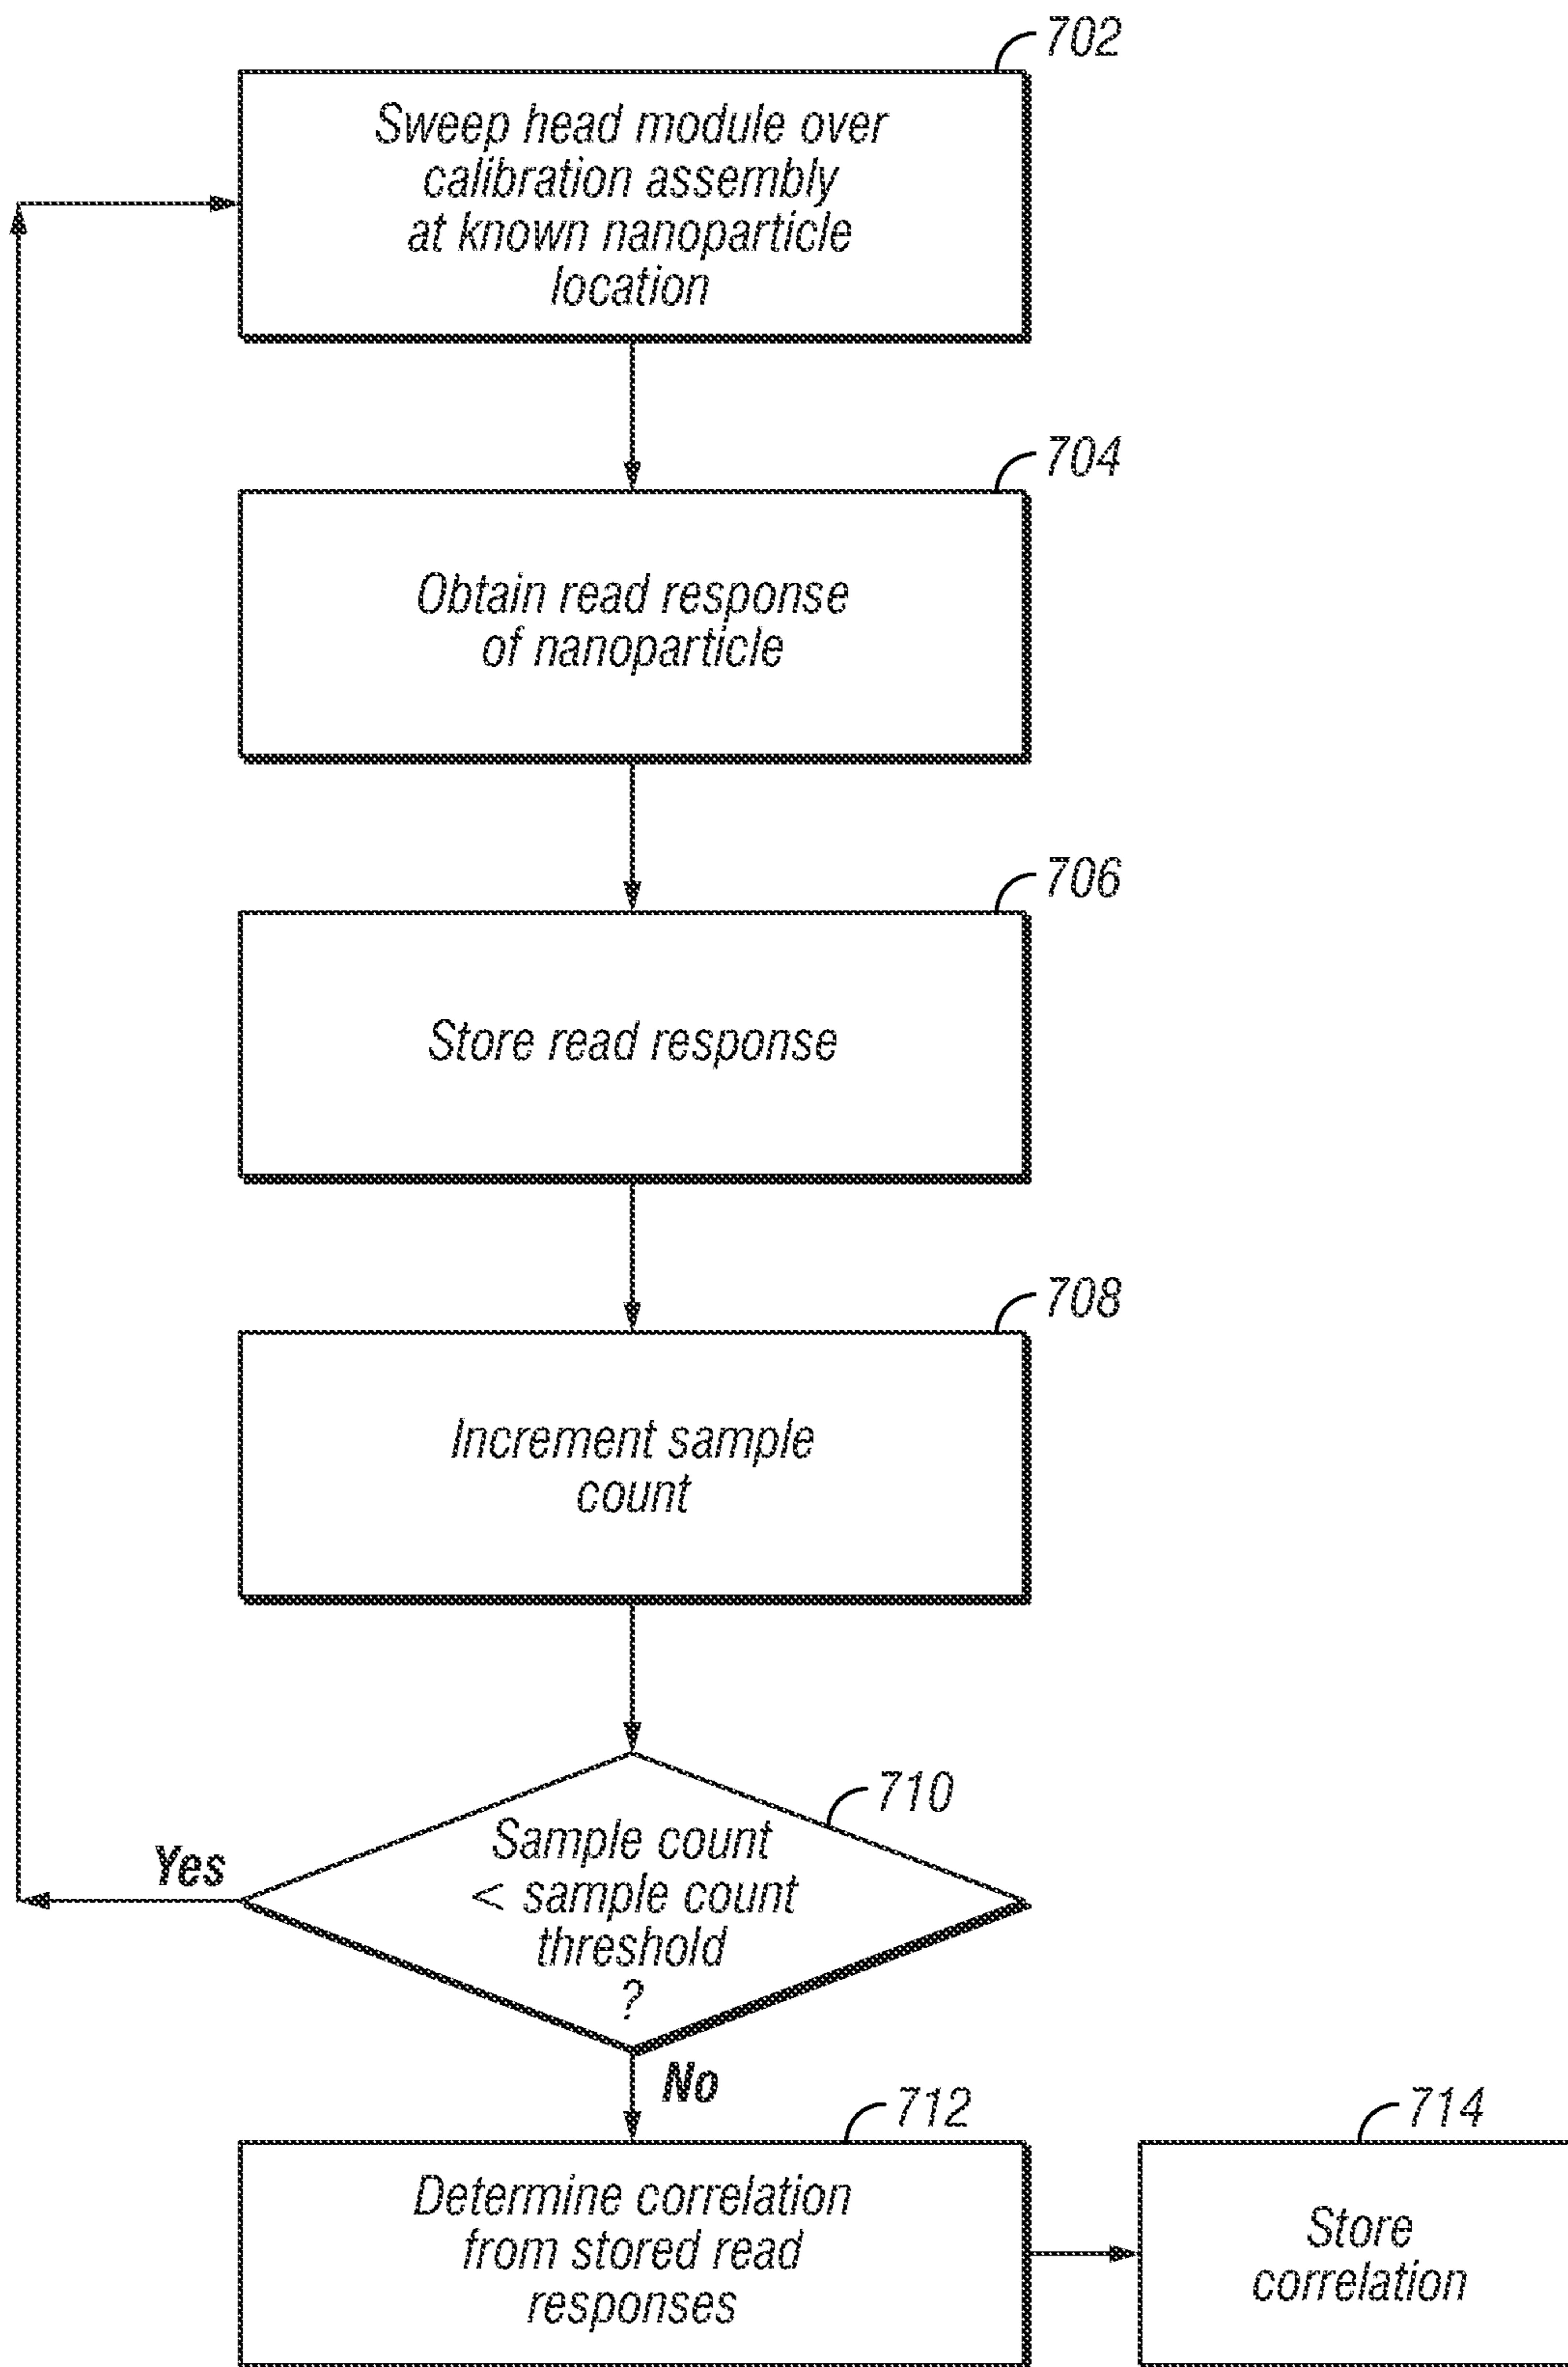 702
Sweep head module over
calibration assembly
at known nanoparticle
location
704
Obtain read response
of nanoparticle
706
Store read response
708
Increment sample
count
710
Sample count
< sample count
threshold
?
Yes
No
712
Determine correlation
from stored read
responses
714
Store
correlation